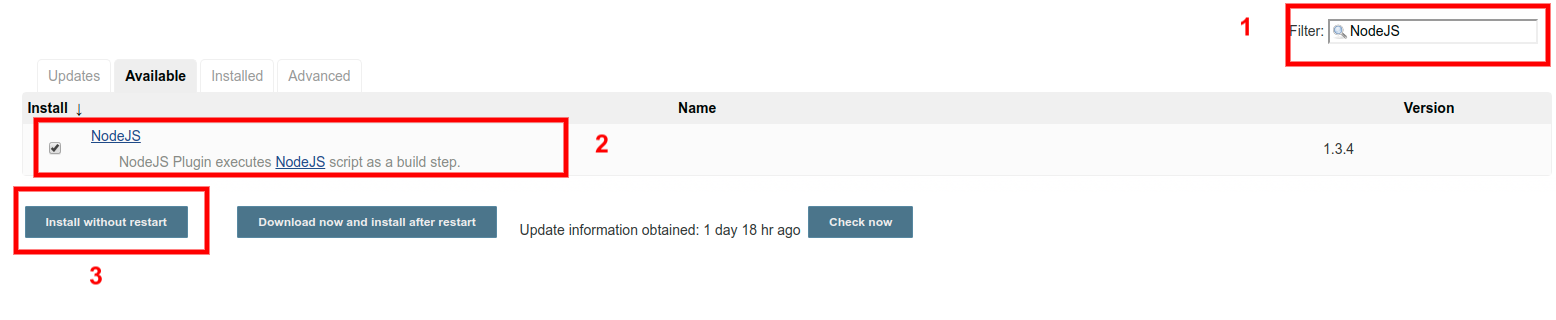 1
Filter: NodeJS
Updates Available Installed Advanced
Install ↓ Name Version
NodeJS
2
1.3.4
NodeJS Plugin executes NodeJS script as a build step.
Install without restart Download now and install after restart Update information obtained: 1 day 18 hr ago Check now
3